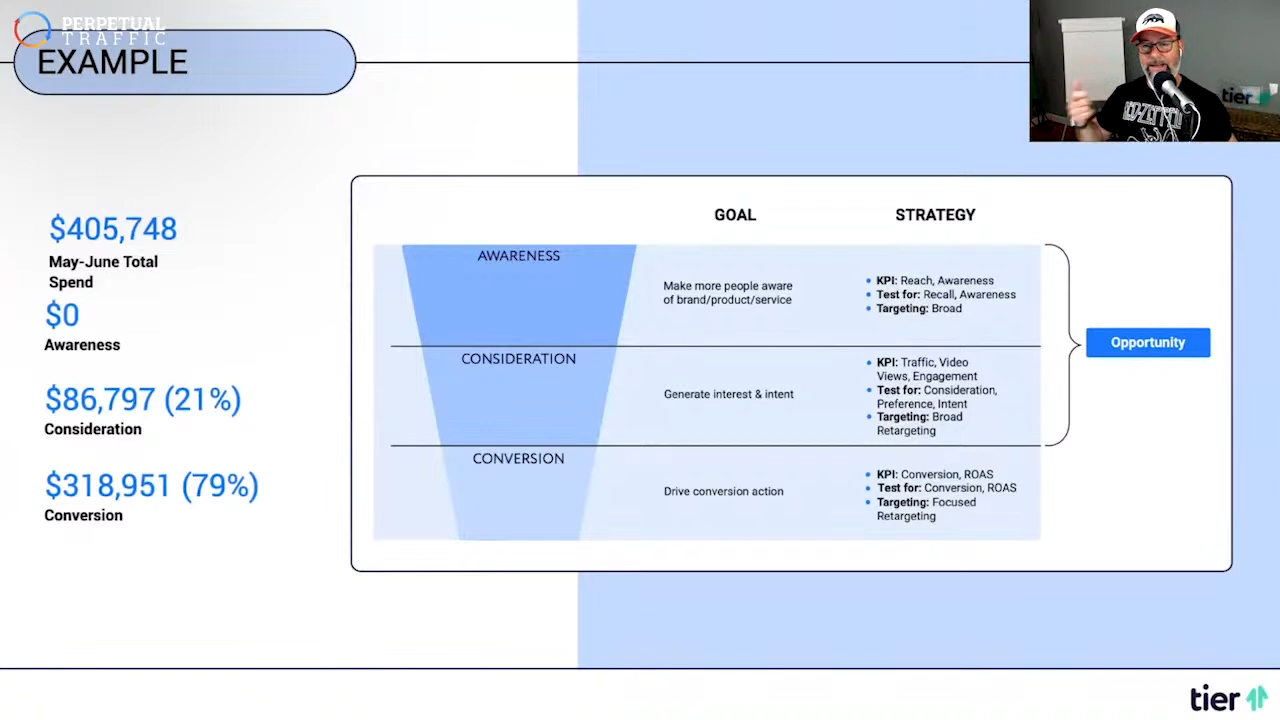 PERPETUAL
TRAFFIC
EXAMPLE
tier
LED-ZEPPELIN
$405,748
May-June Total
Spend
$0
Awareness
$86,797 (21%)
Consideration
$318,951 (79%)
Conversion
GOAL
STRATEGY
AWARENESS
Make more people aware
of brand/product/service
KPI: Reach, Awareness
Test for: Recall, Awareness
Targeting: Broad
Opportunity
CONSIDERATION
Generate interest & intent
KPI: Traffic, Video
Views, Engagement
Test for: Consideration,
Preference, Intent
Targeting: Broad
Retargeting
CONVERSION
Drive conversion action
KPI: Conversion, ROAS
Test for: Conversion, ROAS
Targeting: Focused
Retargeting
tier